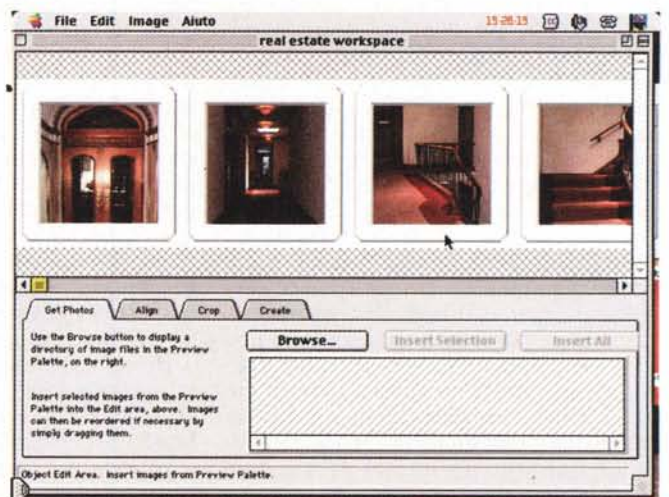 File Edit Image Aiuto 15:28:15
real estate workspace
Get Photos Align Crop Create
Use the Browse button to display a
directory of image files in the Preview
Palette, on the right.
Browse... Insert Selection Insert All
Insert selected images from the Preview
Palette into the Edit area, above. Images
can then be reordered if necessary by
simply dragging them.
Object Edit Area. Insert images from Preview Palette.